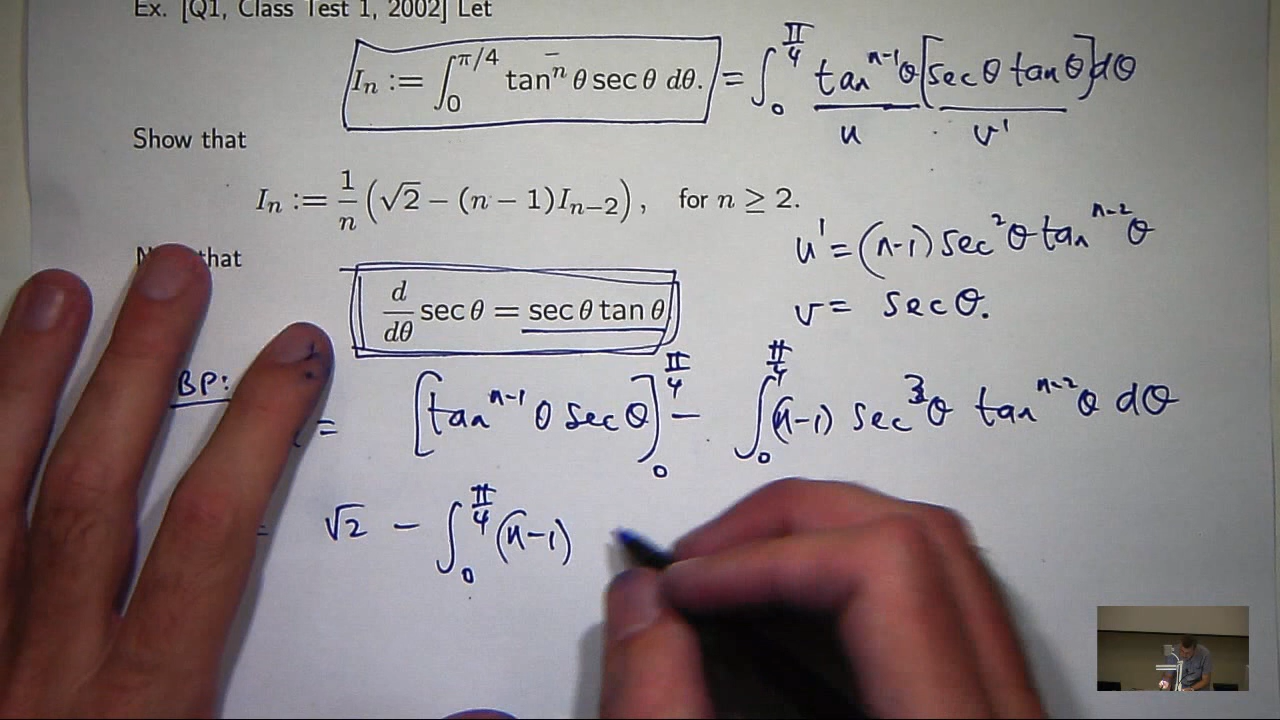 Ex. [Q1, Class Test 1, 2002] Let
I_n := ∫_0^{π/4} tan^n θ sec θ dθ. = ∫_0^{π/4} tan^{n-1} θ [sec θ tan θ] dθ
u v'
Show that
I_n := 1/n (√2 − (n − 1)I_{n−2}), for n ≥ 2.
that
u' = (n-1) sec^2 θ tan^{n-2} θ
d/dθ sec θ = sec θ tan θ
v = sec θ.
BP:
= [tan^{n-1} θ sec θ]_0^{π/4} − ∫_0^{π/4} (n-1) sec^3 θ tan^{n-2} θ dθ
= √2 − ∫_0^{π/4} (n-1)